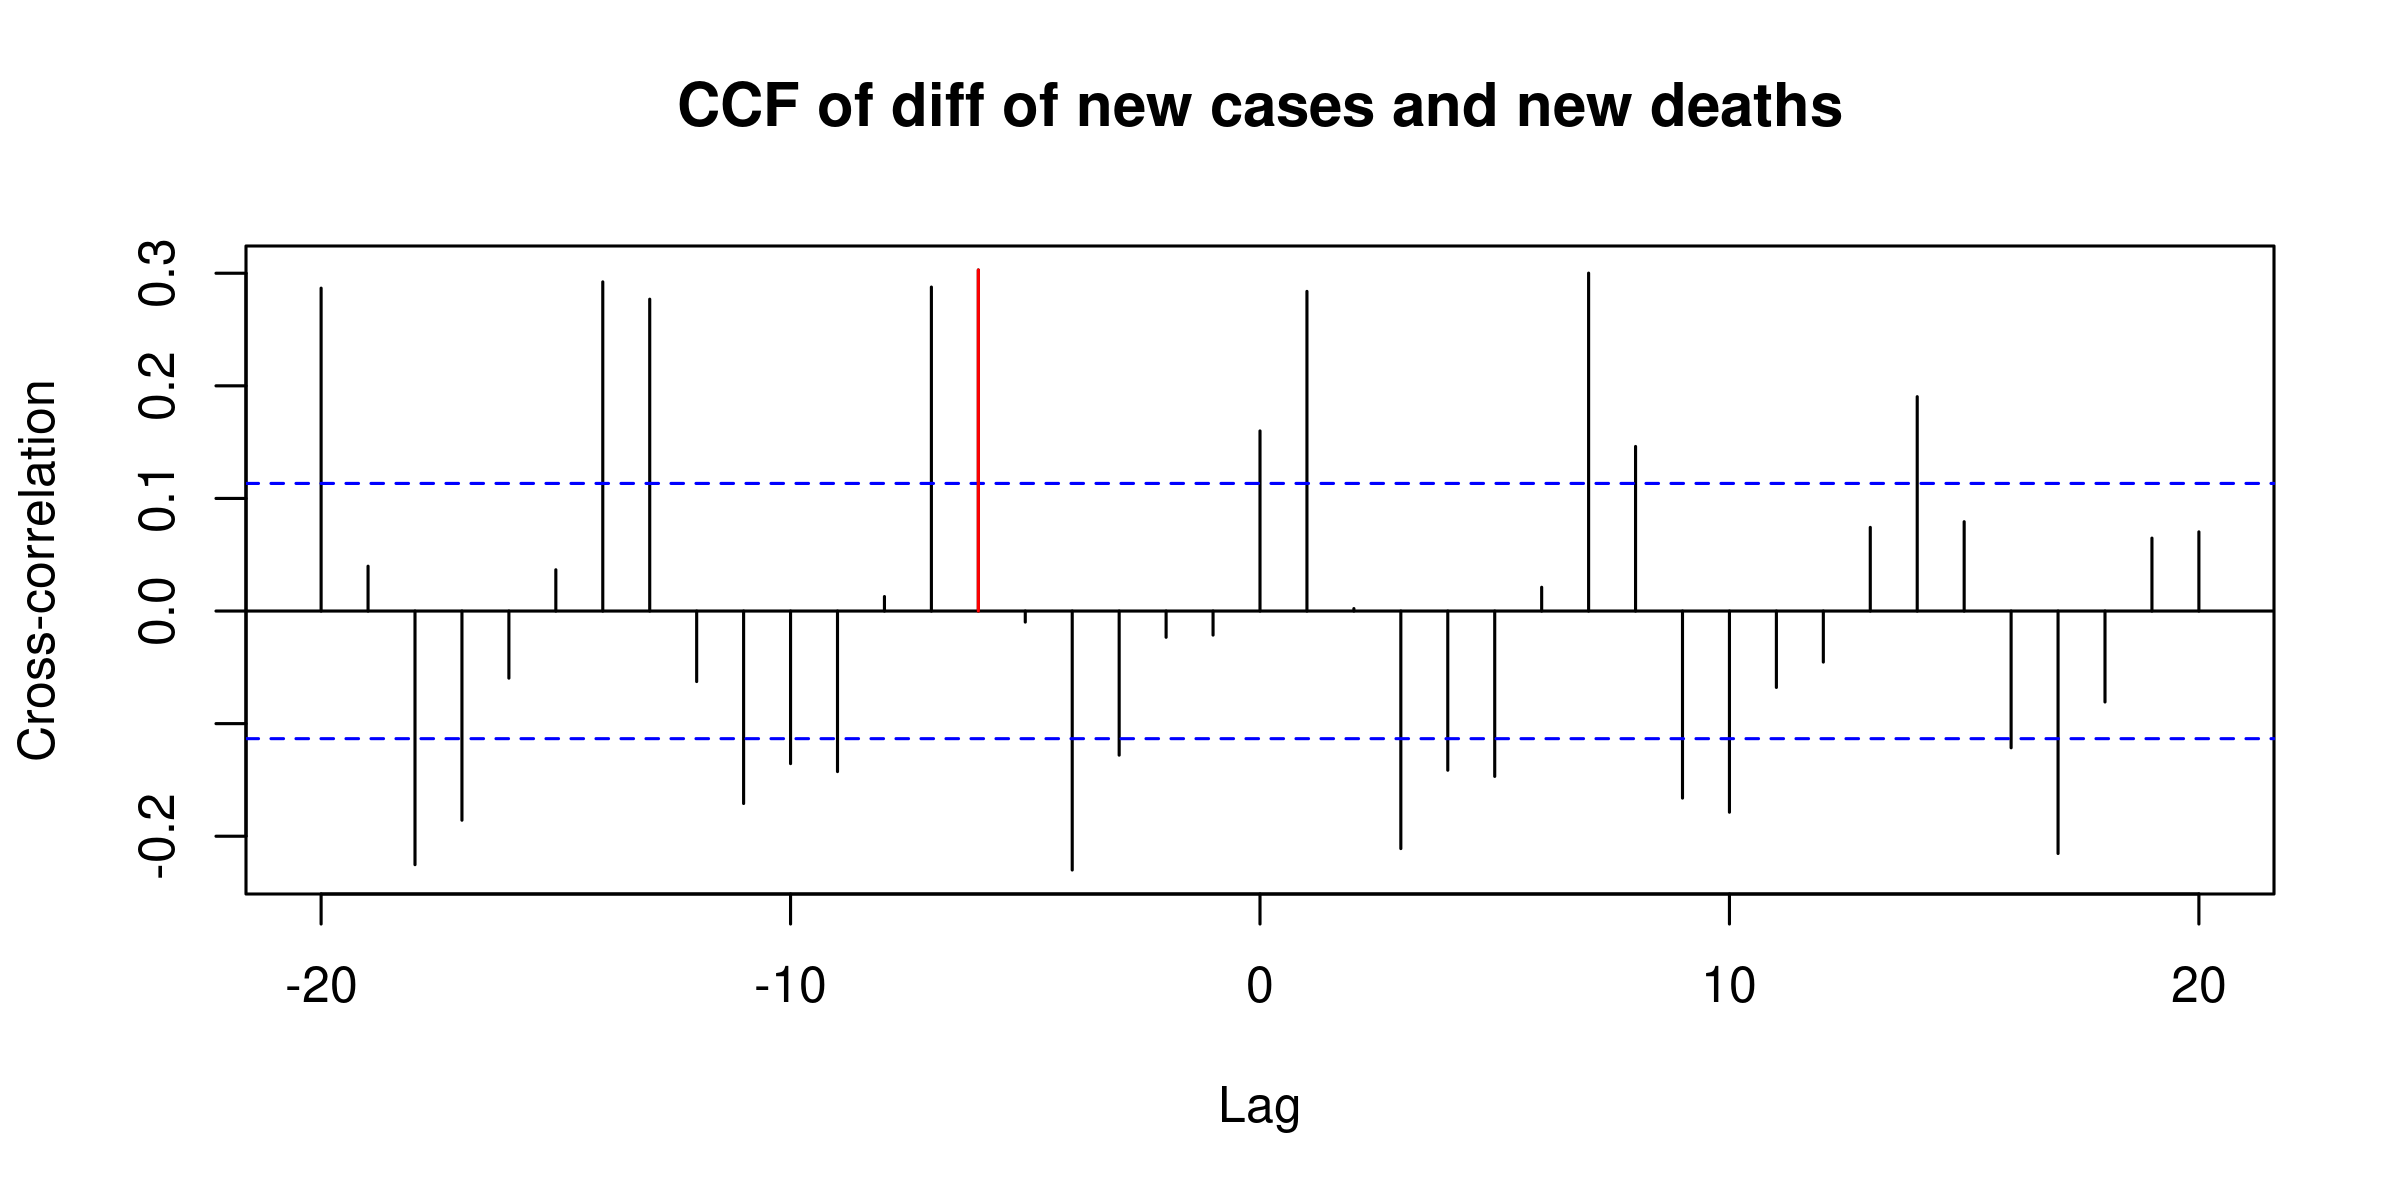 CCF of diff of new cases and new deaths
Cross-correlation
0.3
0.2
0.1
0.0
-0.2
-20 -10 0 10 20
Lag